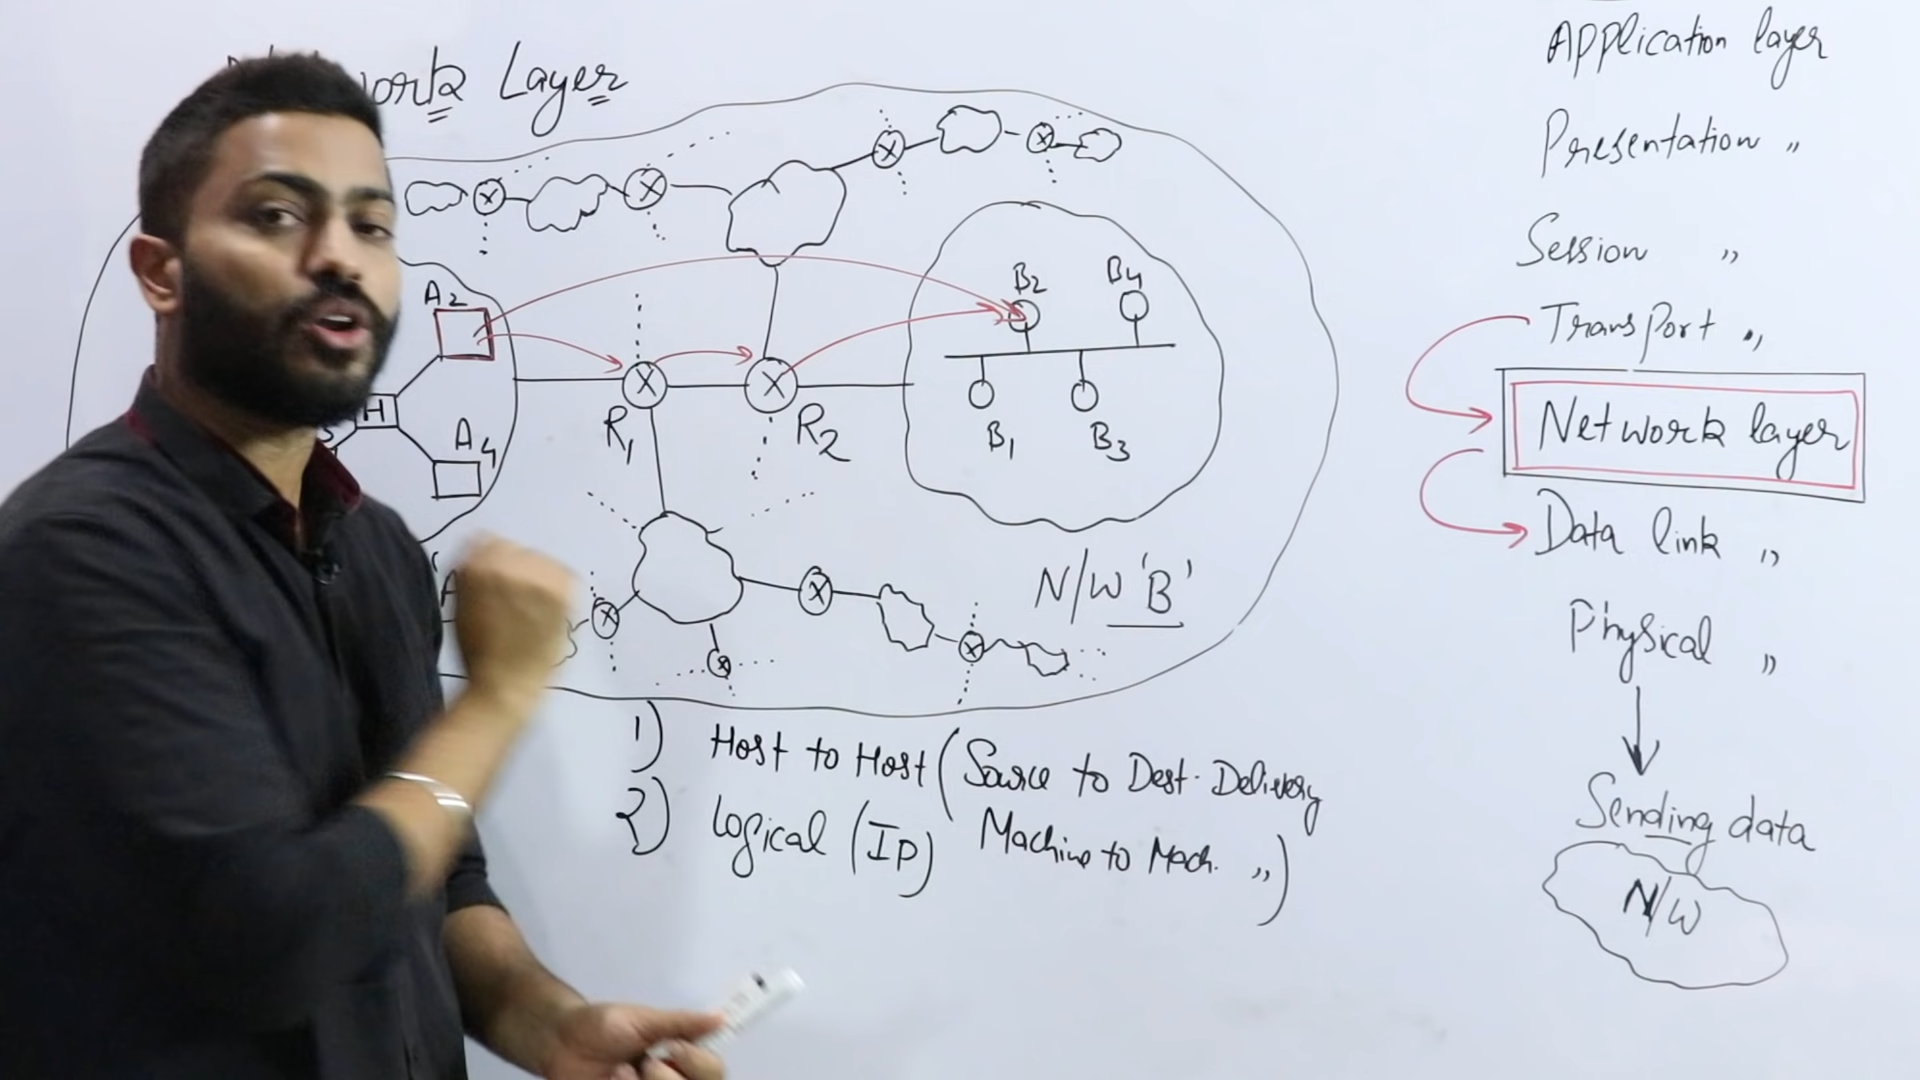 Layer
A2
H
A4
R1
R2
B2
B4
B1
B3
N/W 'B'
1) Host to Host (Source to Dest. Delivery
2) Logical (IP) Machine to Mach. ")
Application layer
Presentation "
Session "
Transport "
Network layer
Data link "
Physical "
Sending data
N/W